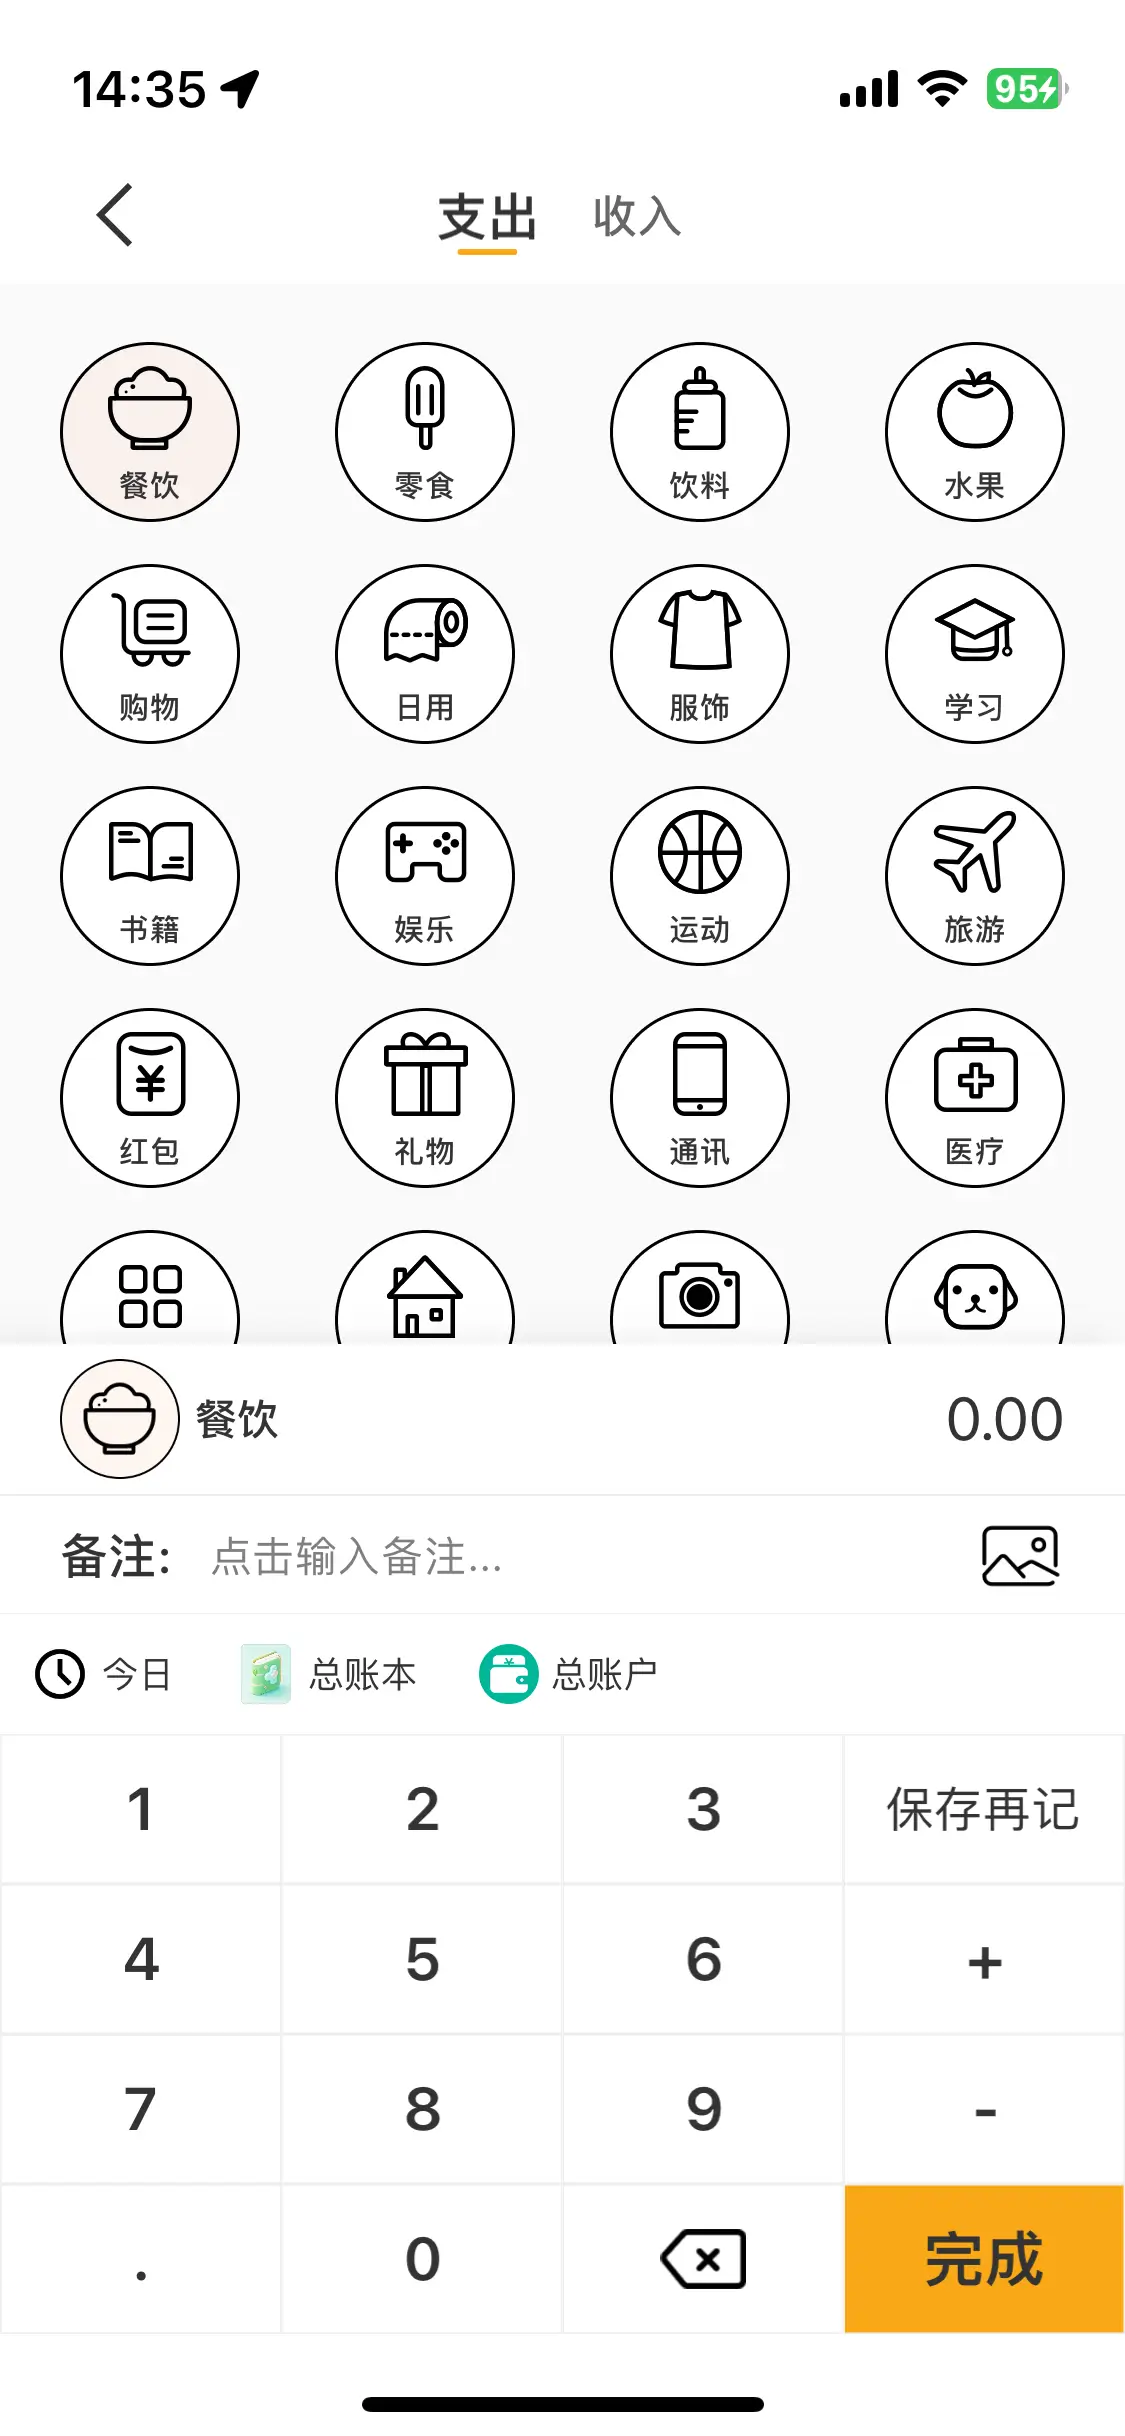 14:35 95
支出 收入
餐饮 零食 饮料 水果
购物 日用 服饰 学习
书籍 娱乐 运动 旅游
¥
红包 礼物 通讯 医疗
餐饮 0.00
备注: 点击输入备注...
今日 总账本 ¥ 总账户
1 2 3 保存再记
4 5 6 +
7 8 9 -
. 0 完成